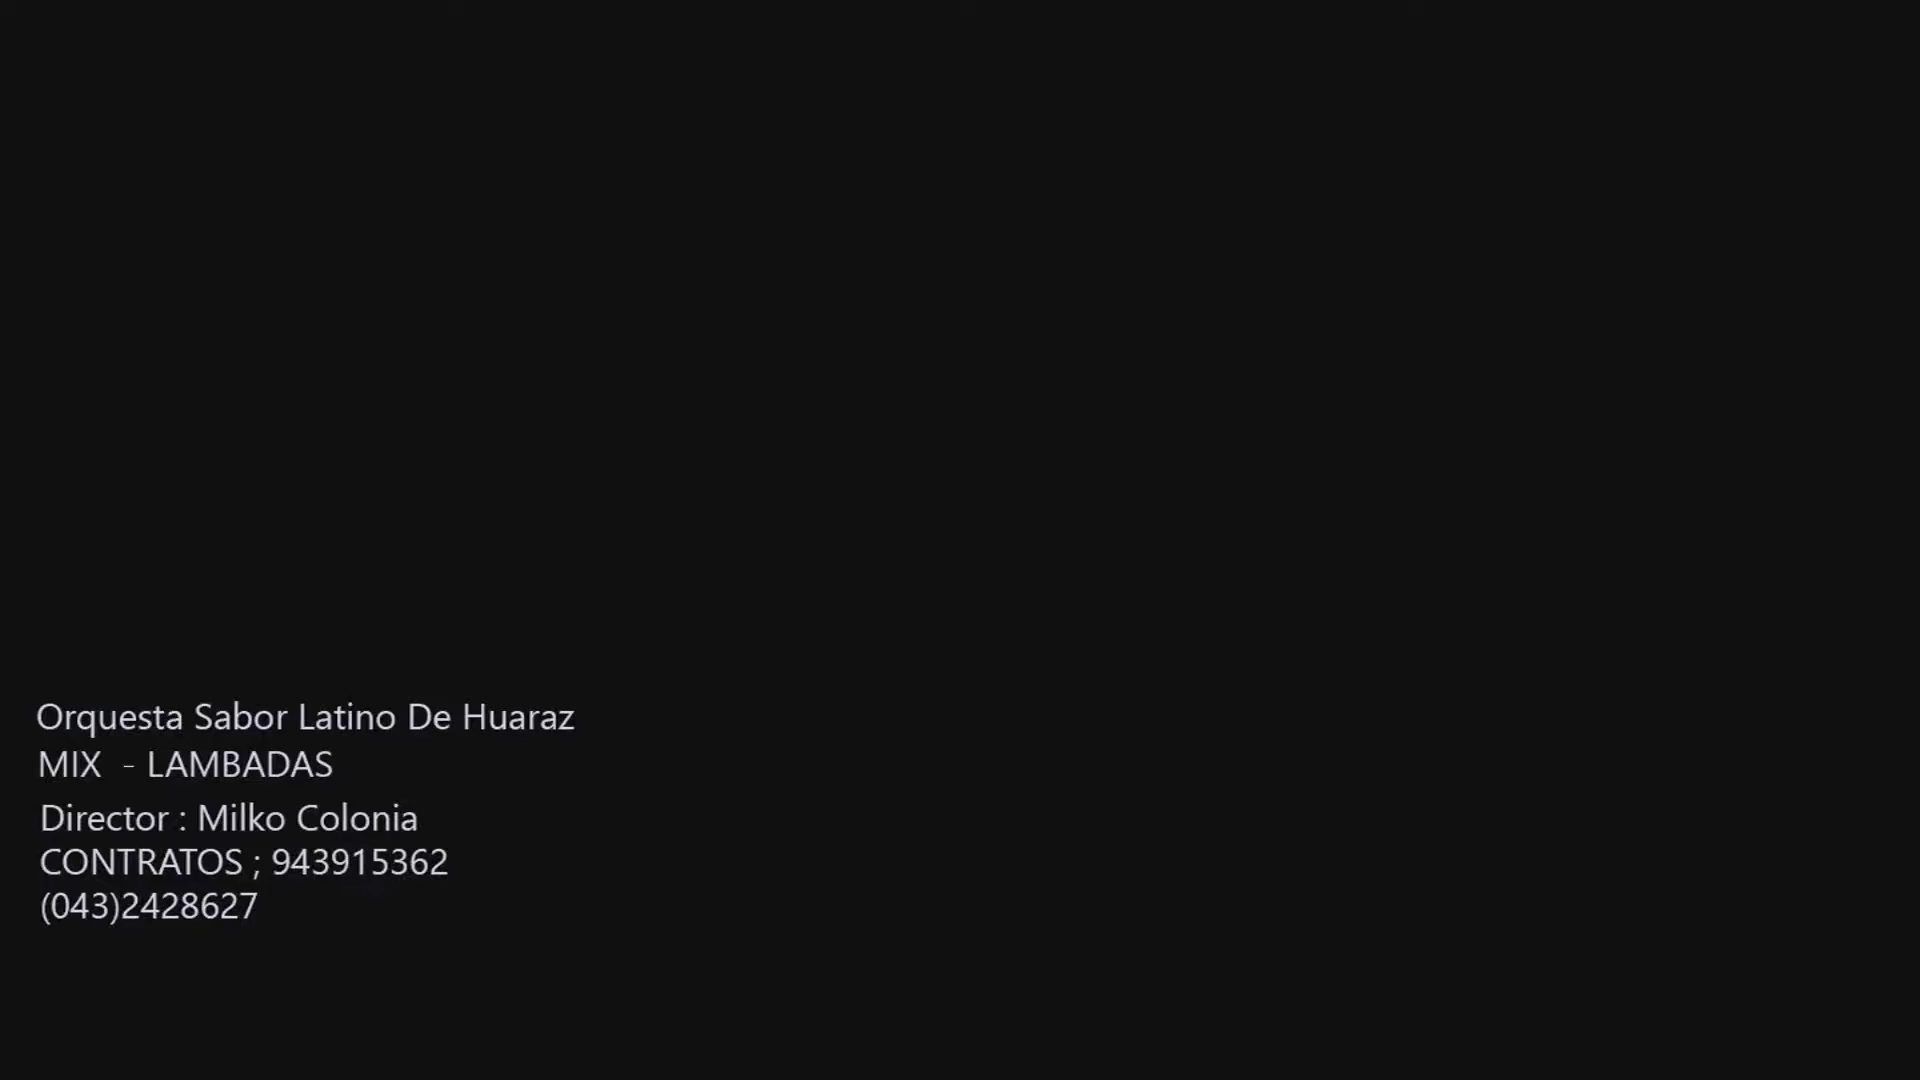 Orquesta Sabor Latino De Huaraz
MIX - LAMBADAS
Director : Milko Colonia
CONTRATOS ; 943915362
(043)2428627